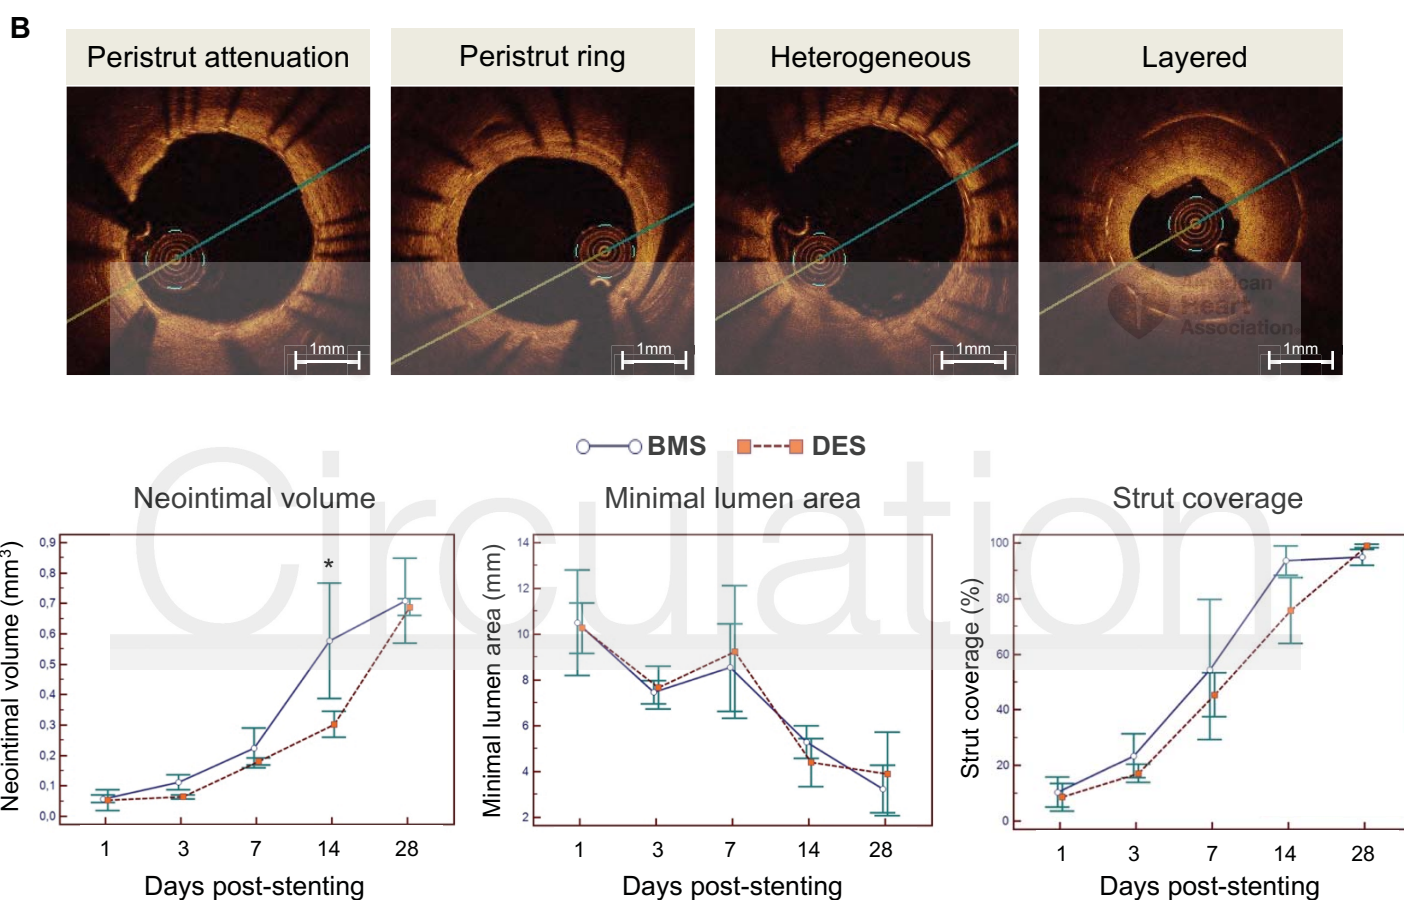 B
Peristrut attenuation
Peristrut ring
Heterogeneous
Layered
1mm
1mm
1mm
American
Heart
Association
1mm
Circulation
BMS
DES
Neointimal volume
Minimal lumen area
Strut coverage
Neointimal volume (mm³)
0,9
0,8
0,7
0,6
0,5
0,4
0,3
0,2
0,1
0,0
*
1 3 7 14 28
Days post-stenting
Minimal lumen area (mm)
14
12
10
8
6
4
2
1 3 7 14 28
Days post-stenting
Strut coverage (%)
100
80
60
40
20
0
1 3 7 14 28
Days post-stenting